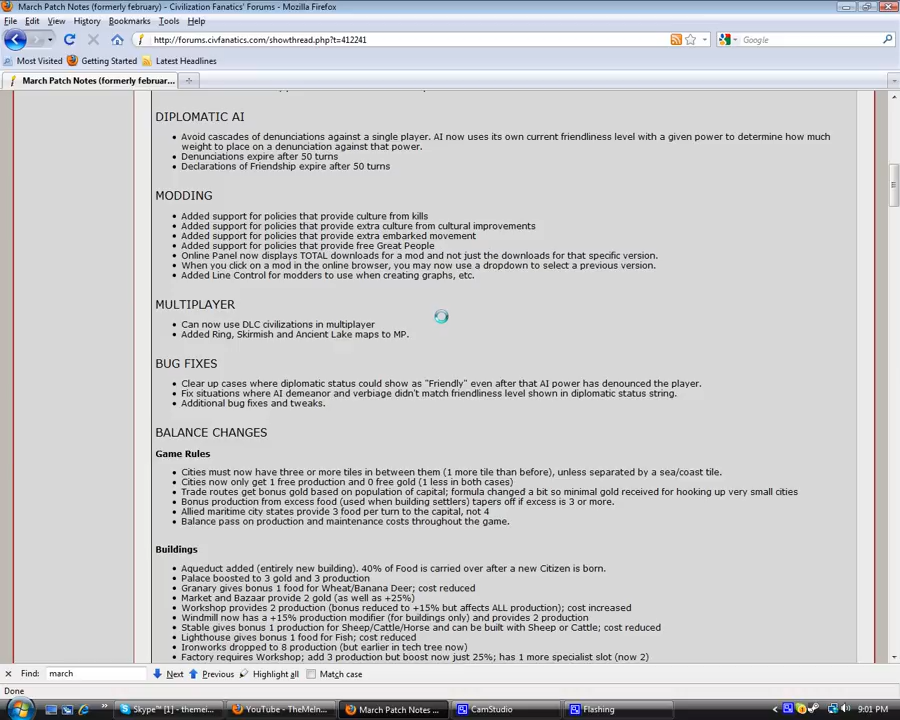 March Patch Notes (formerly february) - Civilization Fanatics' Forums - Mozilla Firefox
File Edit View History Bookmarks Tools Help
http://forums.civfanatics.com/showthread.php?t=412241
Google
Most Visited Getting Started Latest Headlines
March Patch Notes (formerly februar...
DIPLOMATIC AI
• Avoid cascades of denunciations against a single player. AI now uses its own current friendliness level with a given power to determine how much
weight to place on a denunciation against that power.
• Denunciations expire after 50 turns
• Declarations of Friendship expire after 50 turns
MODDING
• Added support for policies that provide culture from kills
• Added support for policies that provide extra culture from cultural improvements
• Added support for policies that provide extra embarked movement
• Added support for policies that provide free Great People
• Online Panel now displays TOTAL downloads for a mod and not just the downloads for that specific version.
• When you click on a mod in the online browser, you may now use a dropdown to select a previous version.
• Added Line Control for modders to use when creating graphs, etc.
MULTIPLAYER
• Can now use DLC civilizations in multiplayer
• Added Ring, Skirmish and Ancient Lake maps to MP.
BUG FIXES
• Clear up cases where diplomatic status could show as "Friendly" even after that AI power has denounced the player.
• Fix situations where AI demeanor and verbiage didn't match friendliness level shown in diplomatic status string.
• Additional bug fixes and tweaks.
BALANCE CHANGES
Game Rules
• Cities must now have three or more tiles in between them (1 more tile than before), unless separated by a sea/coast tile.
• Cities now only get 1 free production and 0 free gold (1 less in both cases)
• Trade routes get bonus gold based on population of capital; formula changed a bit so minimal gold received for hooking up very small cities
• Bonus production from excess food (used when building settlers) tapers off if excess is 3 or more.
• Allied maritime city states provide 3 food per turn to the capital, not 4
• Balance pass on production and maintenance costs throughout the game.
Buildings
• Aqueduct added (entirely new building). 40% of Food is carried over after a new Citizen is born.
• Palace boosted to 3 gold and 3 production
• Granary gives bonus 1 food for Wheat/Banana Deer; cost reduced
• Market and Bazaar provide 2 gold (as well as +25%)
• Workshop provides 2 production (bonus reduced to +15% but affects ALL production); cost increased
• Windmill now has a +15% production modifier (for buildings only) and provides 2 production
• Stable gives bonus 1 production for Sheep/Cattle/Horse and can be built with Sheep or Cattle; cost reduced
• Lighthouse gives bonus 1 food for Fish; cost reduced
• Ironworks dropped to 8 production (but earlier in tech tree now)
• Factory requires Workshop; add 3 production but boost now just 25%; has 1 more specialist slot (now 2)
Find: march Next Previous Highlight all Match case
Done
Skype™ [1] - themei... YouTube - TheMeIn... March Patch Notes ... CamStudio Flashing 9:01 PM